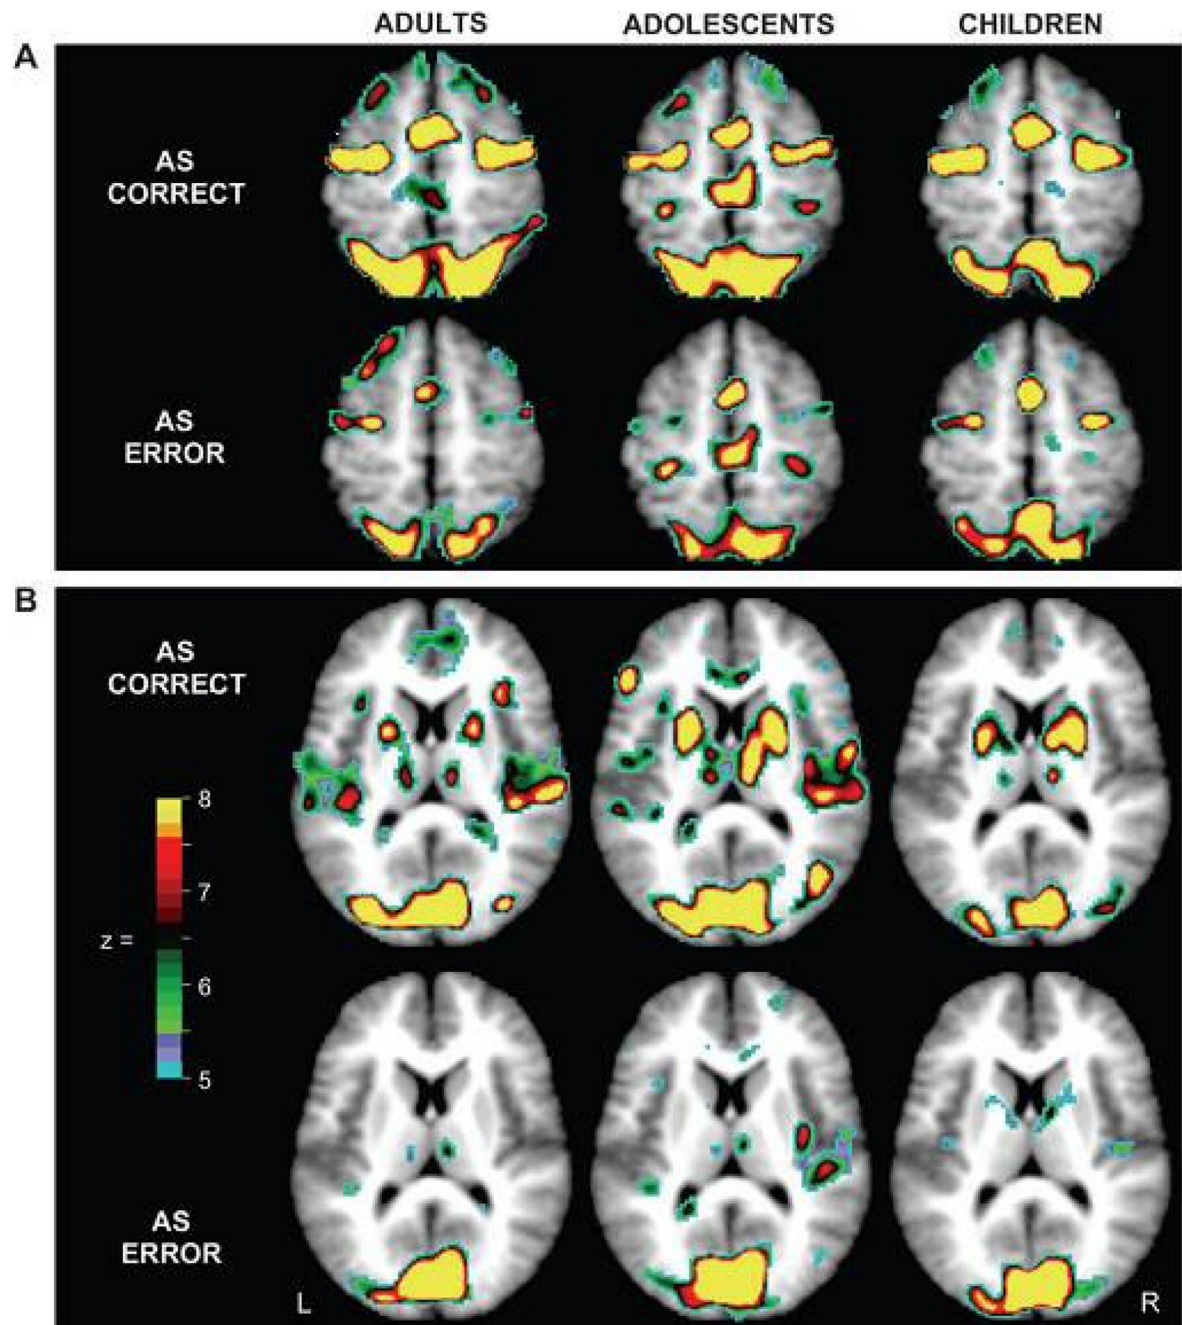 ADULTS ADOLESCENTS CHILDREN
A
AS
CORRECT
AS
ERROR
B
AS
CORRECT
8
7
z =
6
5
AS
ERROR
L R